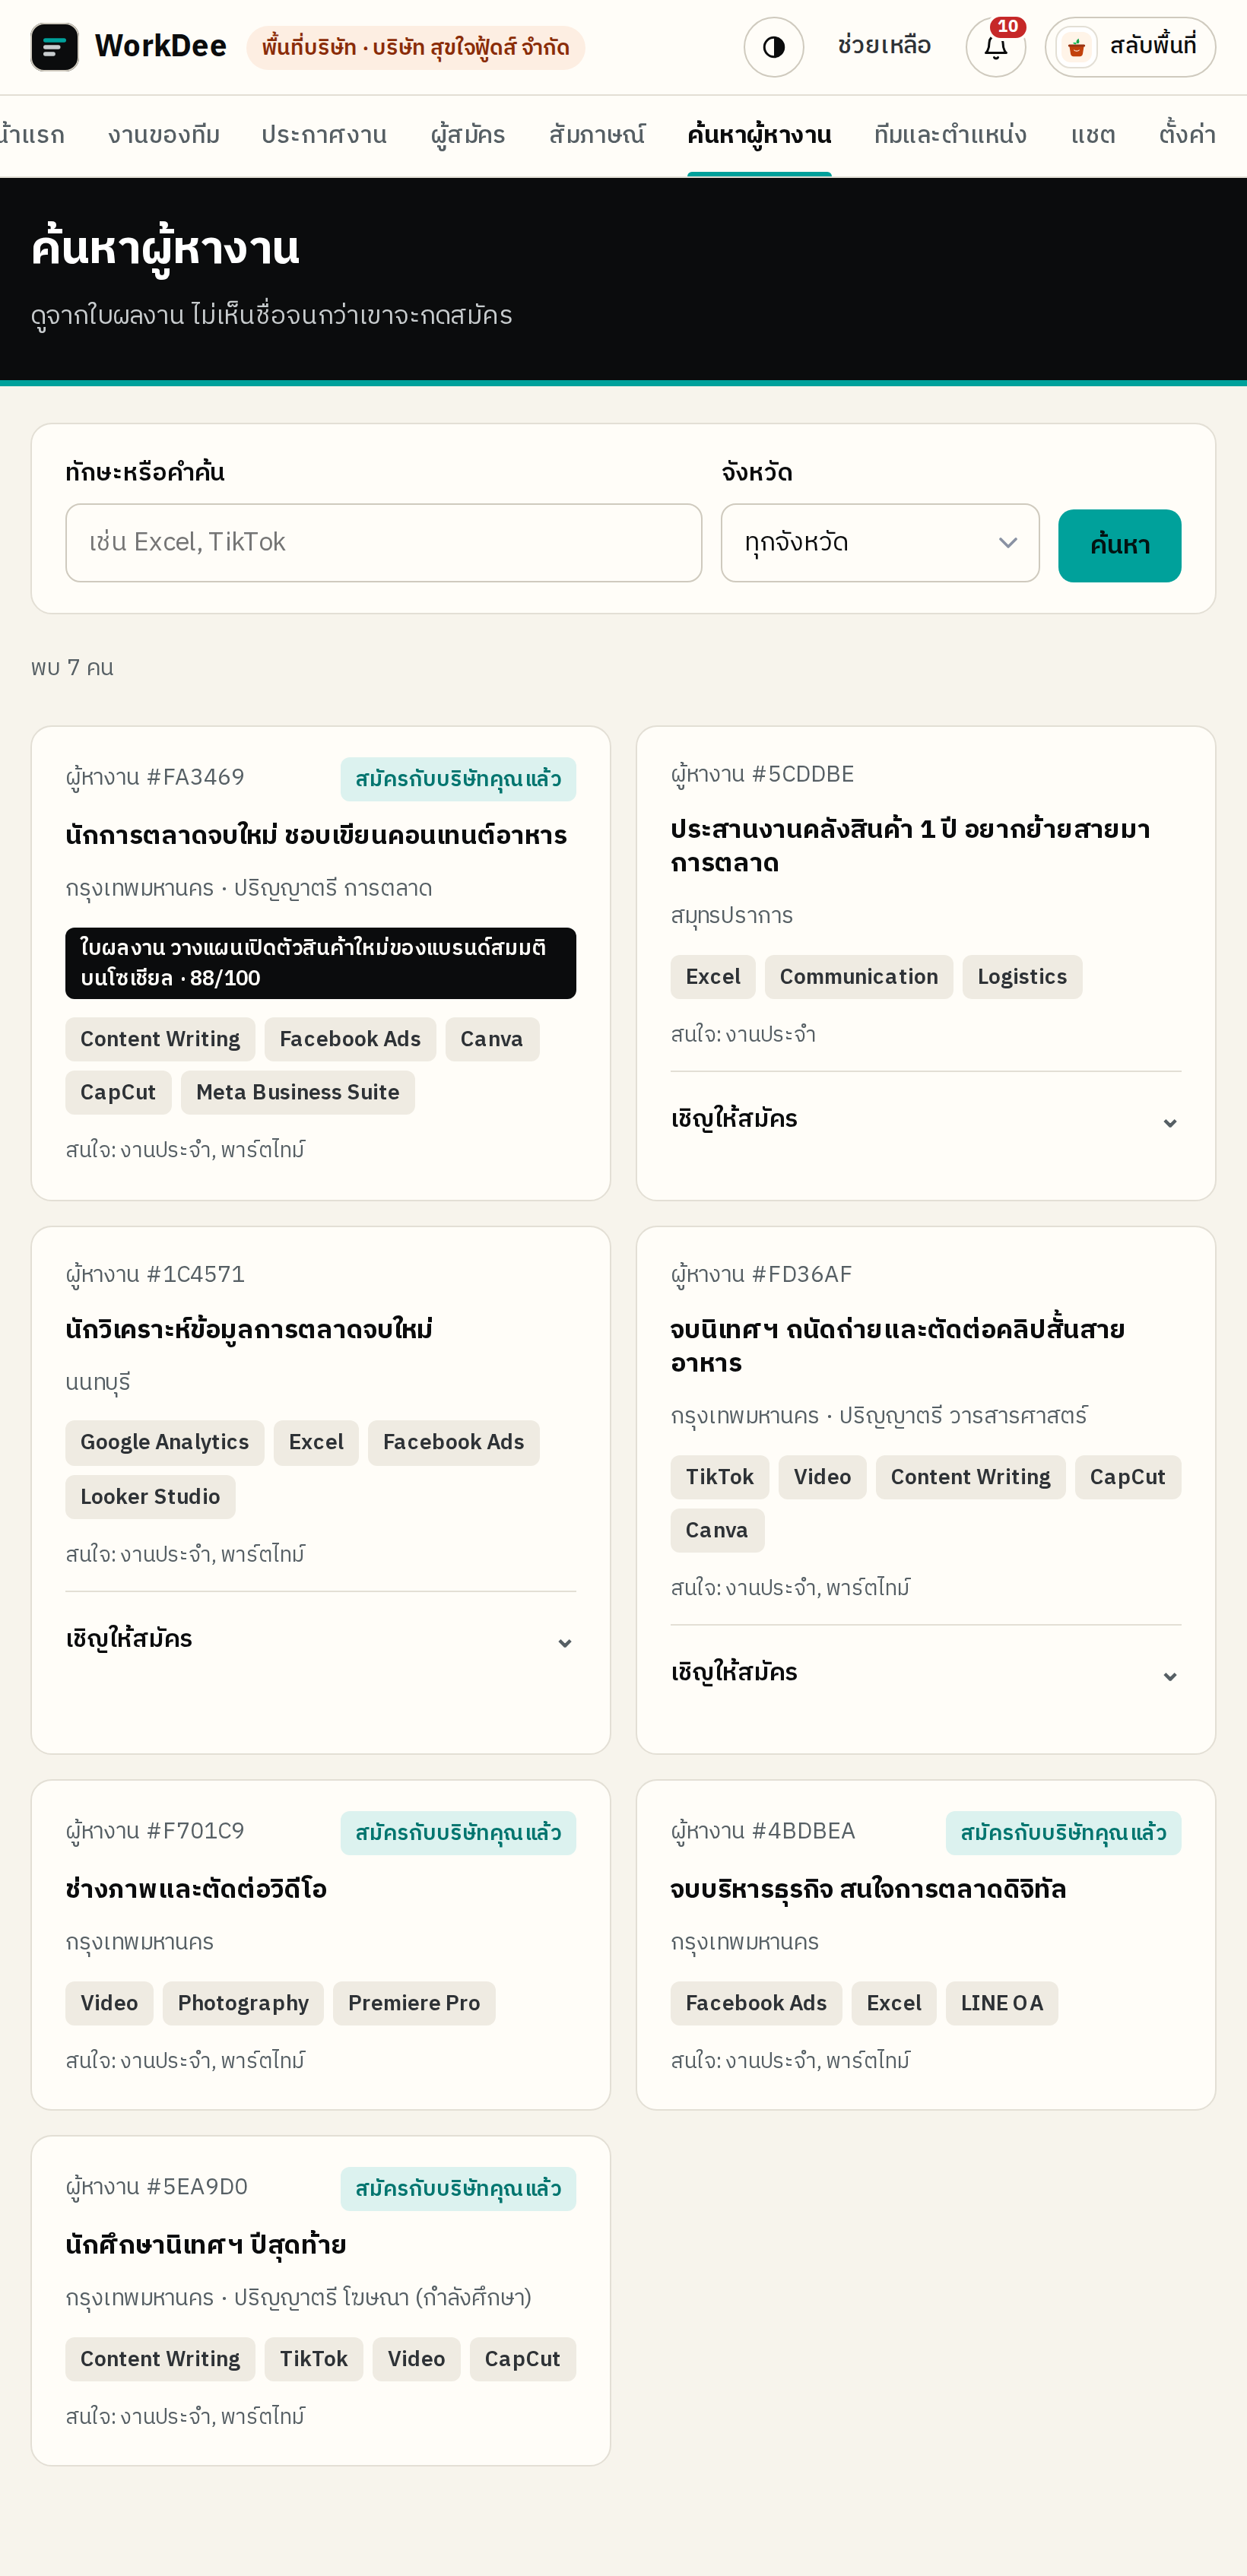 WorkDee
พื้นที่บริษัท · บริษัท สุขใจฟู้ดส์ จำกัด
ช่วยเหลือ
10
สลับพื้นที่
น้าแรก งานของทีม ประกาศงาน ผู้สมัคร สัมภาษณ์ ค้นหาผู้หางาน ทีมและตำแหน่ง แชต ตั้งค่า
ค้นหาผู้หางาน
ดูจากใบผลงาน ไม่เห็นชื่อจนกว่าเขาจะกดสมัคร
ทักษะหรือคำค้น
เช่น Excel, TikTok
จังหวัด
ทุกจังหวัด
ค้นหา
พบ 7 คน
ผู้หางาน #FA3469
สมัครกับบริษัทคุณแล้ว
นักการตลาดจบใหม่ ชอบเขียนคอนเทนต์อาหาร
กรุงเทพมหานคร · ปริญญาตรี การตลาด
ใบผลงาน วางแผนเปิดตัวสินค้าใหม่ของแบรนด์สมมติ
บนโซเชียล · 88/100
Content Writing Facebook Ads Canva
CapCut Meta Business Suite
สนใจ: งานประจำ, พาร์ตไทม์
ผู้หางาน #5CDDBE
ประสานงานคลังสินค้า 1 ปี อยากย้ายสายมา
การตลาด
สมุทรปราการ
Excel Communication Logistics
สนใจ: งานประจำ
เชิญให้สมัคร
ผู้หางาน #1C4571
นักวิเคราะห์ข้อมูลการตลาดจบใหม่
นนทบุรี
Google Analytics Excel Facebook Ads
Looker Studio
สนใจ: งานประจำ, พาร์ตไทม์
เชิญให้สมัคร
ผู้หางาน #FD36AF
จบนิเทศฯ ถนัดถ่ายและตัดต่อคลิปสั้นสาย
อาหาร
กรุงเทพมหานคร · ปริญญาตรี วารสารศาสตร์
TikTok Video Content Writing CapCut
Canva
สนใจ: งานประจำ, พาร์ตไทม์
เชิญให้สมัคร
ผู้หางาน #F701C9
สมัครกับบริษัทคุณแล้ว
ช่างภาพและตัดต่อวิดีโอ
กรุงเทพมหานคร
Video Photography Premiere Pro
สนใจ: งานประจำ, พาร์ตไทม์
ผู้หางาน #4BDBEA
สมัครกับบริษัทคุณแล้ว
จบบริหารธุรกิจ สนใจการตลาดดิจิทัล
กรุงเทพมหานคร
Facebook Ads Excel LINE OA
สนใจ: งานประจำ, พาร์ตไทม์
ผู้หางาน #5EA9D0
สมัครกับบริษัทคุณแล้ว
นักศึกษานิเทศฯ ปีสุดท้าย
กรุงเทพมหานคร · ปริญญาตรี โฆษณา (กำลังศึกษา)
Content Writing TikTok Video CapCut
สนใจ: งานประจำ, พาร์ตไทม์